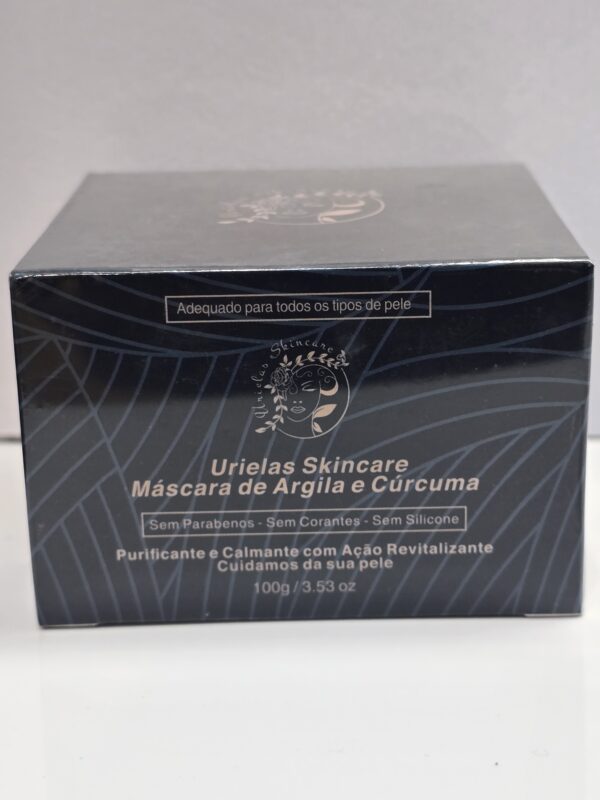 Adequado para todos os tipos de pele
Urielas Skincare
Urielas Skincare
Máscara de Argila e Cúrcuma
Sem Parabenos - Sem Corantes - Sem Silicone
Purificante e Calmante com Ação Revitalizante
Cuidamos da sua pele
100g / 3.53 oz